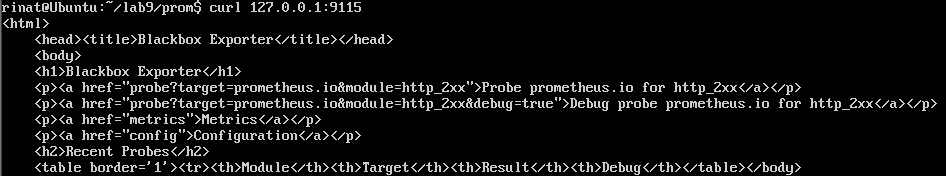 rinat@Ubuntu:~/lab9/prom$ curl 127.0.0.1:9115
<html>
    <head><title>Blackbox Exporter</title></head>
    <body>
    <h1>Blackbox Exporter</h1>
    <p><a href="probe?target=prometheus.io&module=http_2xx">Probe prometheus.io for http_2xx</a></p>
    <p><a href="probe?target=prometheus.io&module=http_2xx&debug=true">Debug probe prometheus.io for http_2xx</a></p>
    <p><a href="metrics">Metrics</a></p>
    <p><a href="config">Configuration</a></p>
    <h2>Recent Probes</h2>
    <table border='1'><tr><th>Module</th><th>Target</th><th>Result</th><th>Debug</th></table></body>